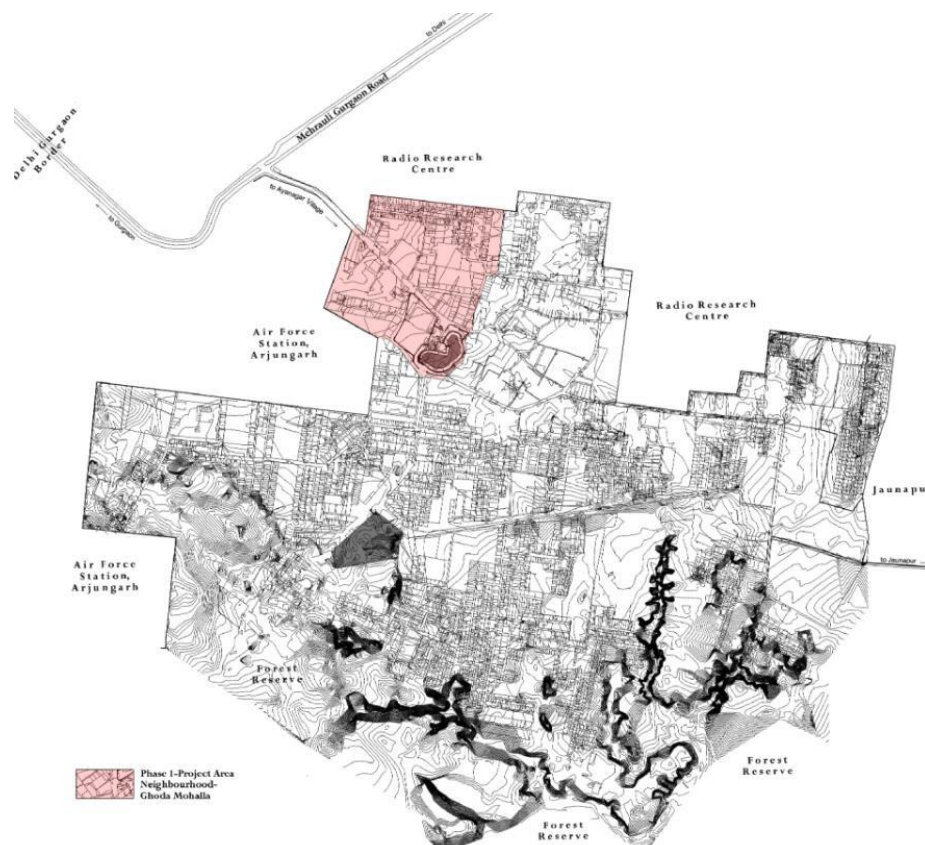 to Delhi
Mehrauli Gurgaon Road
Delhi Gurgaon
Border
to Gurgaon
to Ayanagar Village
Radio Research
Centre
Radio Research
Centre
Air Force
Station,
Arjungarh
Jaunapu
to Jaunapur
Air Force
Station,
Arjungarh
Forest
Reserve
Forest
Reserve
Forest
Reserve
Phase 1-Project Area
Neighbourhood-
Ghoda Mohalla